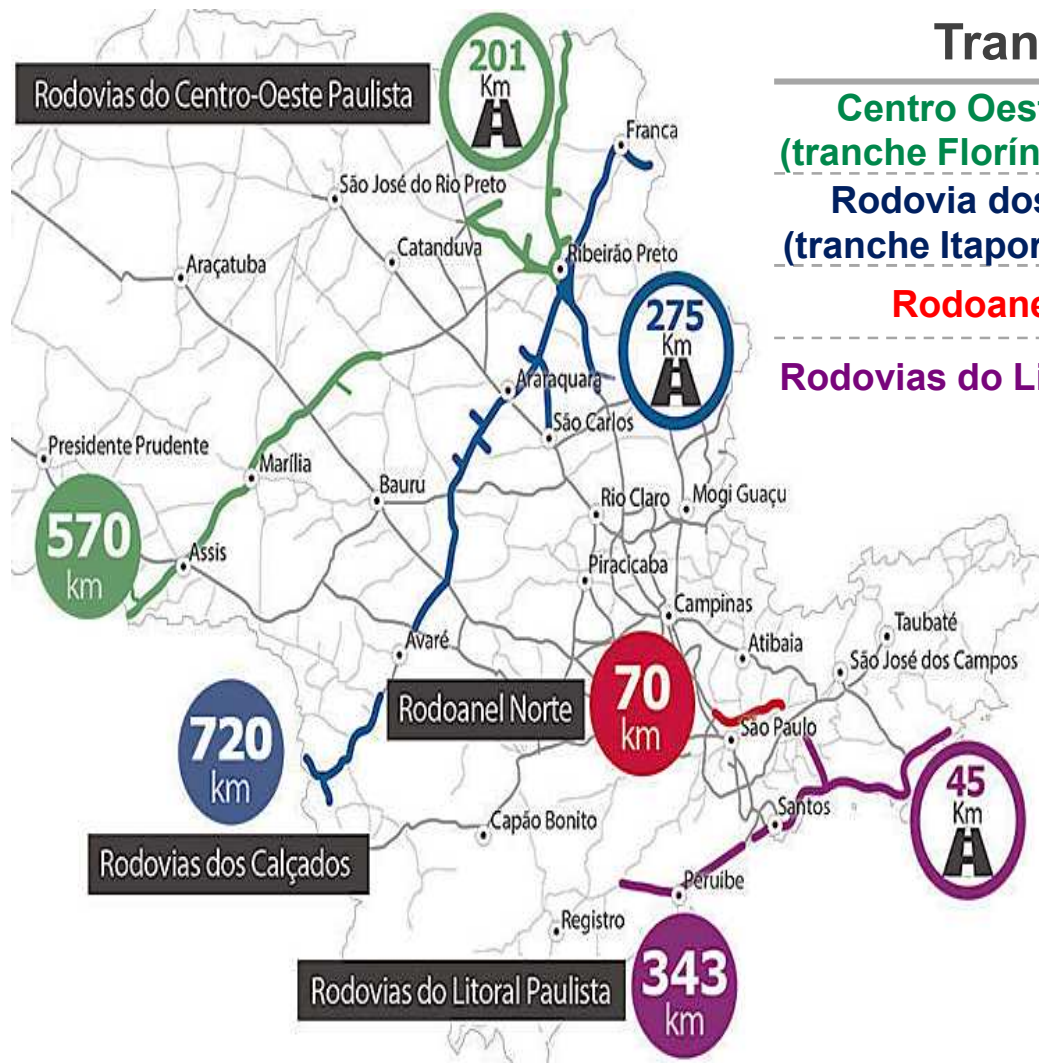 Tran
Centro Oes
(tranche Florín
Rodovia dos
(tranche Itapor
Rodoane
Rodovias do Li
Rodovias do Centro-Oeste Paulista
201
Km
Franca
São José do Rio Preto
Catanduva
Ribeirão Preto
Araçatuba
275
Km
Araraquara
São Carlos
Presidente Prudente
Marília
Bauru
Rio Claro
Mogi Guaçu
570
km
Assis
Piracicaba
Campinas
Taubaté
Avaré
Atibaia
São José dos Campos
Rodoanel Norte
70
km
São Paulo
720
km
45
Km
Santos
Capão Bonito
Rodovias dos Calçados
Peruíbe
Registro
Rodovias do Litoral Paulista
343
km